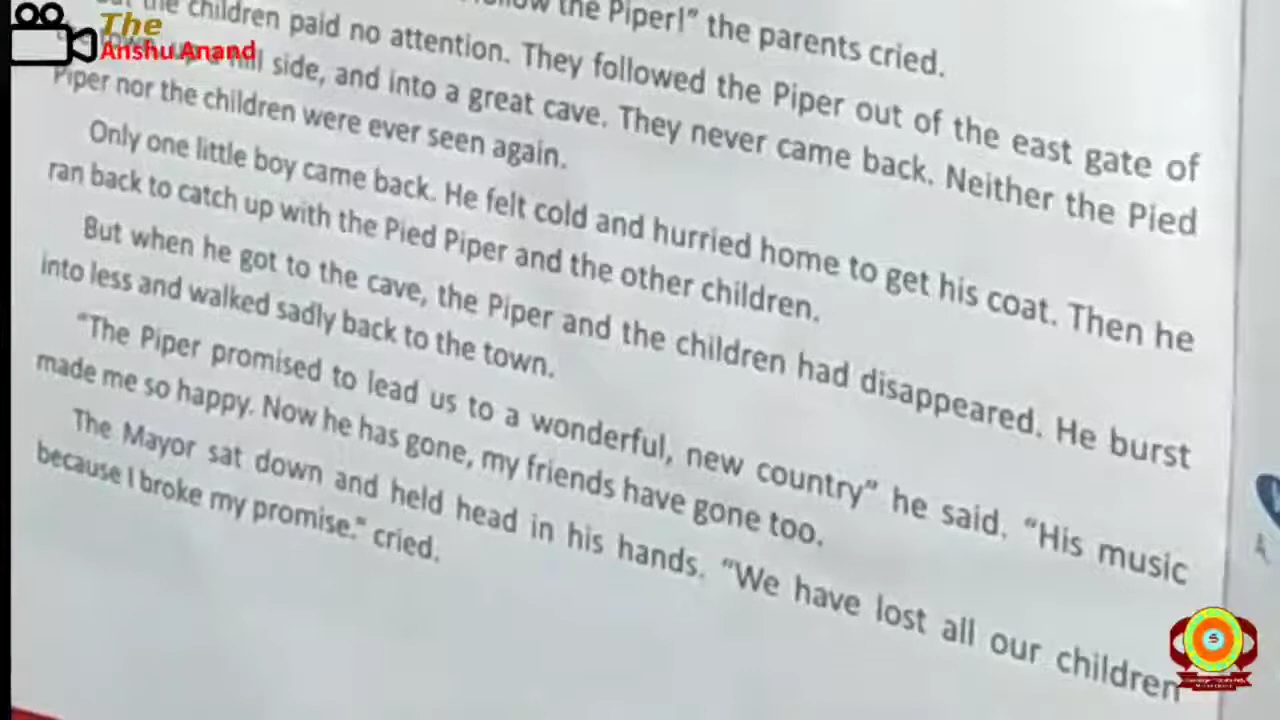 The
Anshu Anand
the Piper!" the parents cried.
the children paid no attention. They followed the Piper out of the east gate of
hill side, and into a great cave. They never came back. Neither the Pied
Piper nor the children were ever seen again.
Only one little boy came back. He felt cold and hurried home to get his coat. Then he
ran back to catch up with the Pied Piper and the other children.
But when he got to the cave, the Piper and the children had disappeared. He burst
into less and walked sadly back to the town.
"The Piper promised to lead us to a wonderful, new country" he said. "His music
made me so happy. Now he has gone, my friends have gone too.
The Mayor sat down and held head in his hands. "We have lost all our children
because I broke my promise." cried.